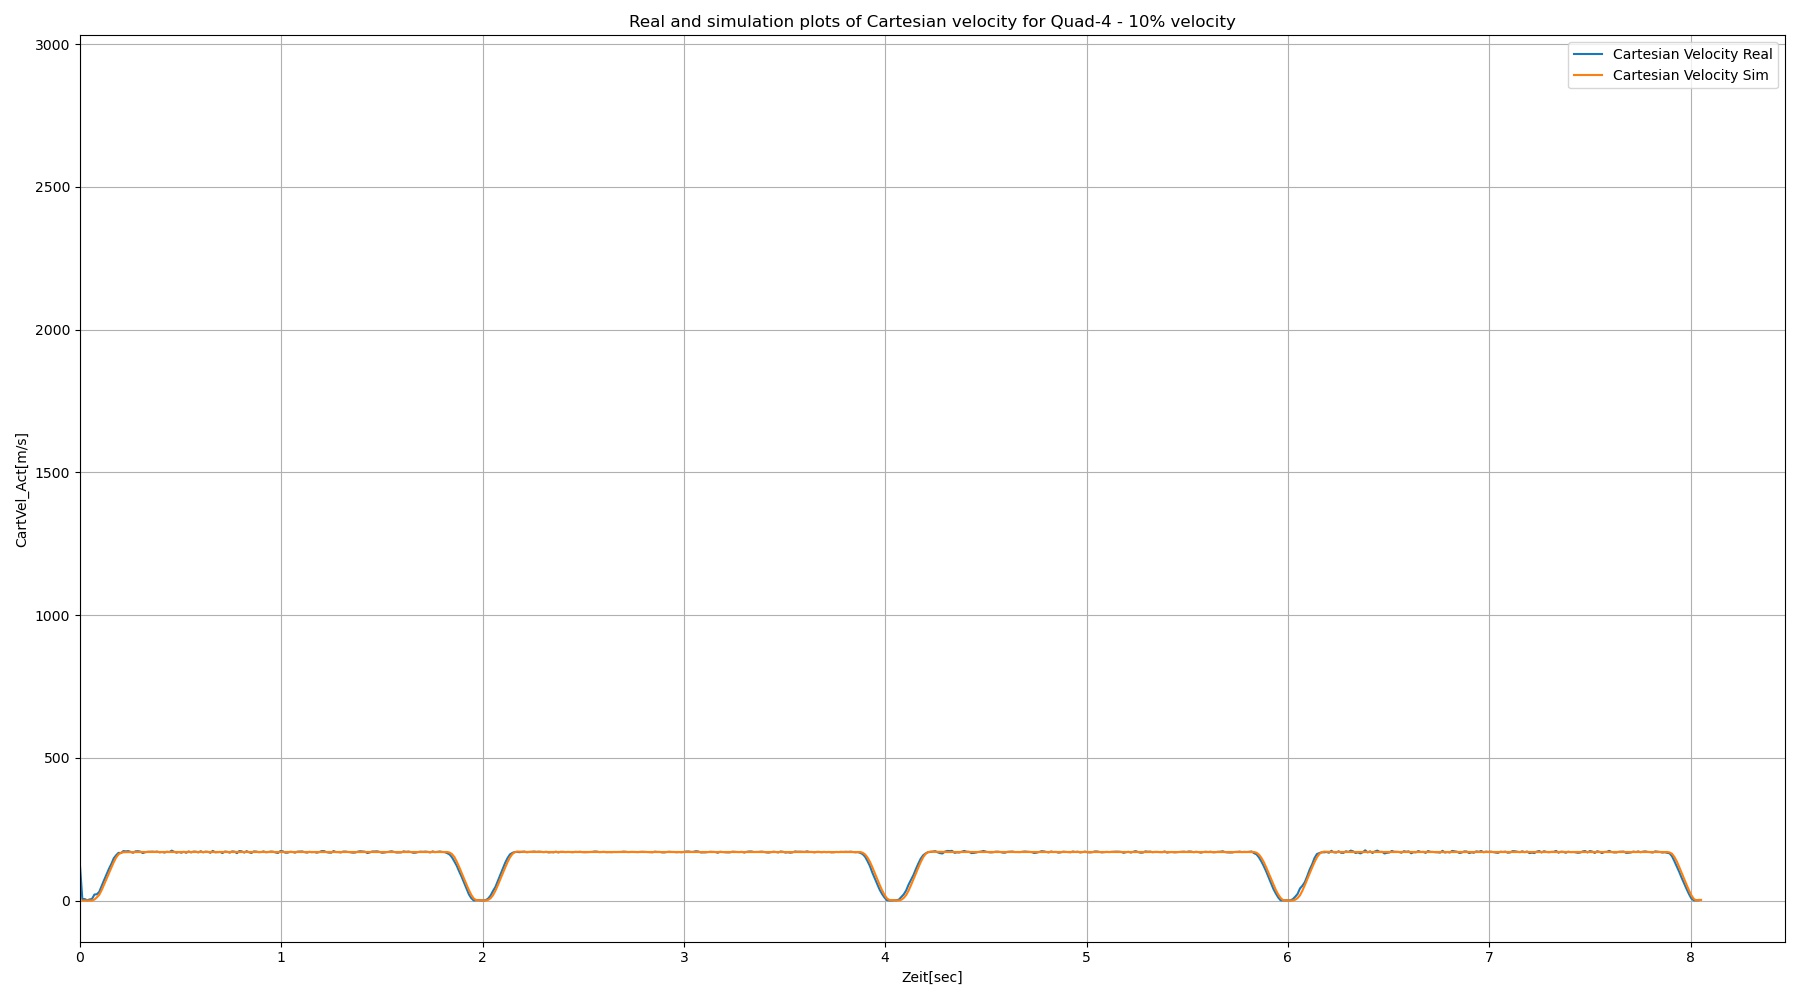 Real and simulation plots of Cartesian velocity for Quad-4 - 10% velocity
Cartesian Velocity Real
Cartesian Velocity Sim
CartVel_Act[m/s]
3000
2500
2000
1500
1000
500
0
0 1 2 3 4 5 6 7 8
Zeit[sec]